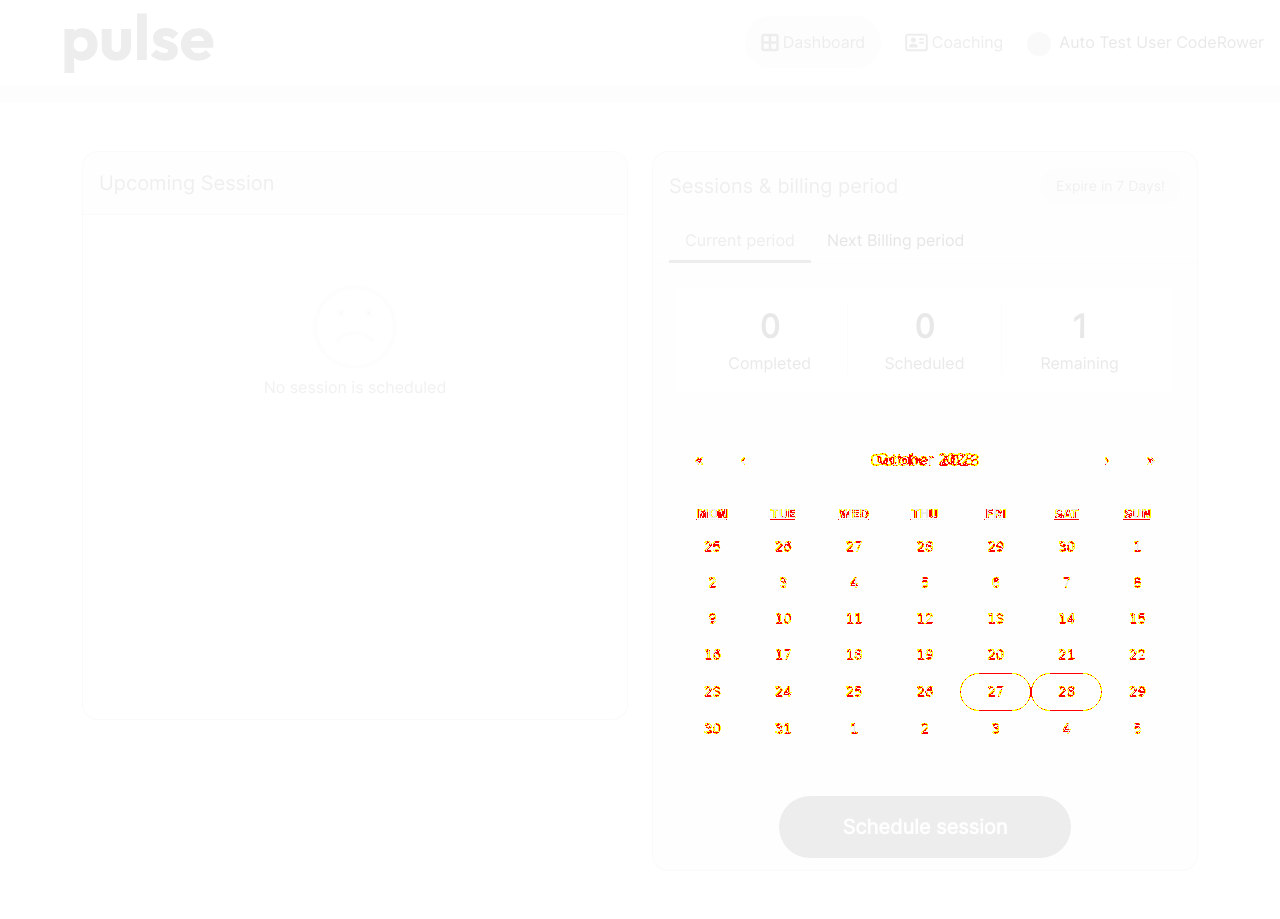 pulse
Dashboard
Coaching
Auto Test User CodeRower
Upcoming Session
No session is scheduled
Sessions & billing period
Expire in 7 Days!
Current period
Next Billing period
0
0
1
Completed
Scheduled
Remaining
« ‹ October 2023 › »
MON TUE WED THU FRI SAT SUN
25 26 27 28 29 30 1
2 3 4 5 6 7 8
9 10 11 12 13 14 15
16 17 18 19 20 21 22
23 24 25 26 27 28 29
30 31 1 2 3 4 5
Schedule session